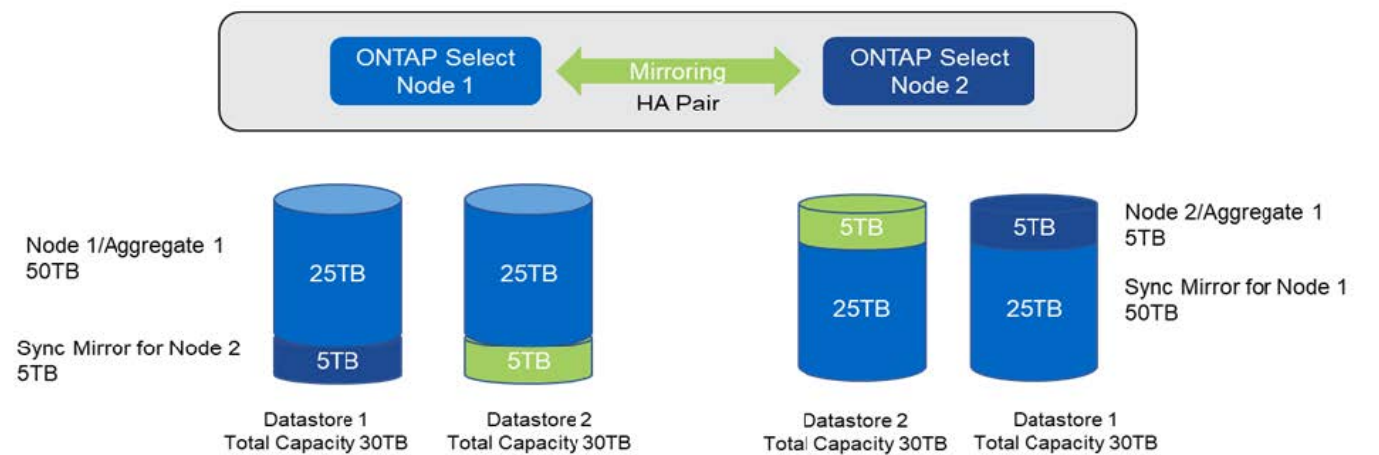 ONTAP Select
Node 1
Mirroring
HA Pair
ONTAP Select
Node 2
Node 1/Aggregate 1
50TB
25TB
25TB
Sync Mirror for Node 2
5TB
5TB
5TB
Datastore 1
Total Capacity 30TB
Datastore 2
Total Capacity 30TB
5TB
5TB
Node 2/Aggregate 1
5TB
25TB
25TB
Sync Mirror for Node 1
50TB
Datastore 2
Total Capacity 30TB
Datastore 1
Total Capacity 30TB